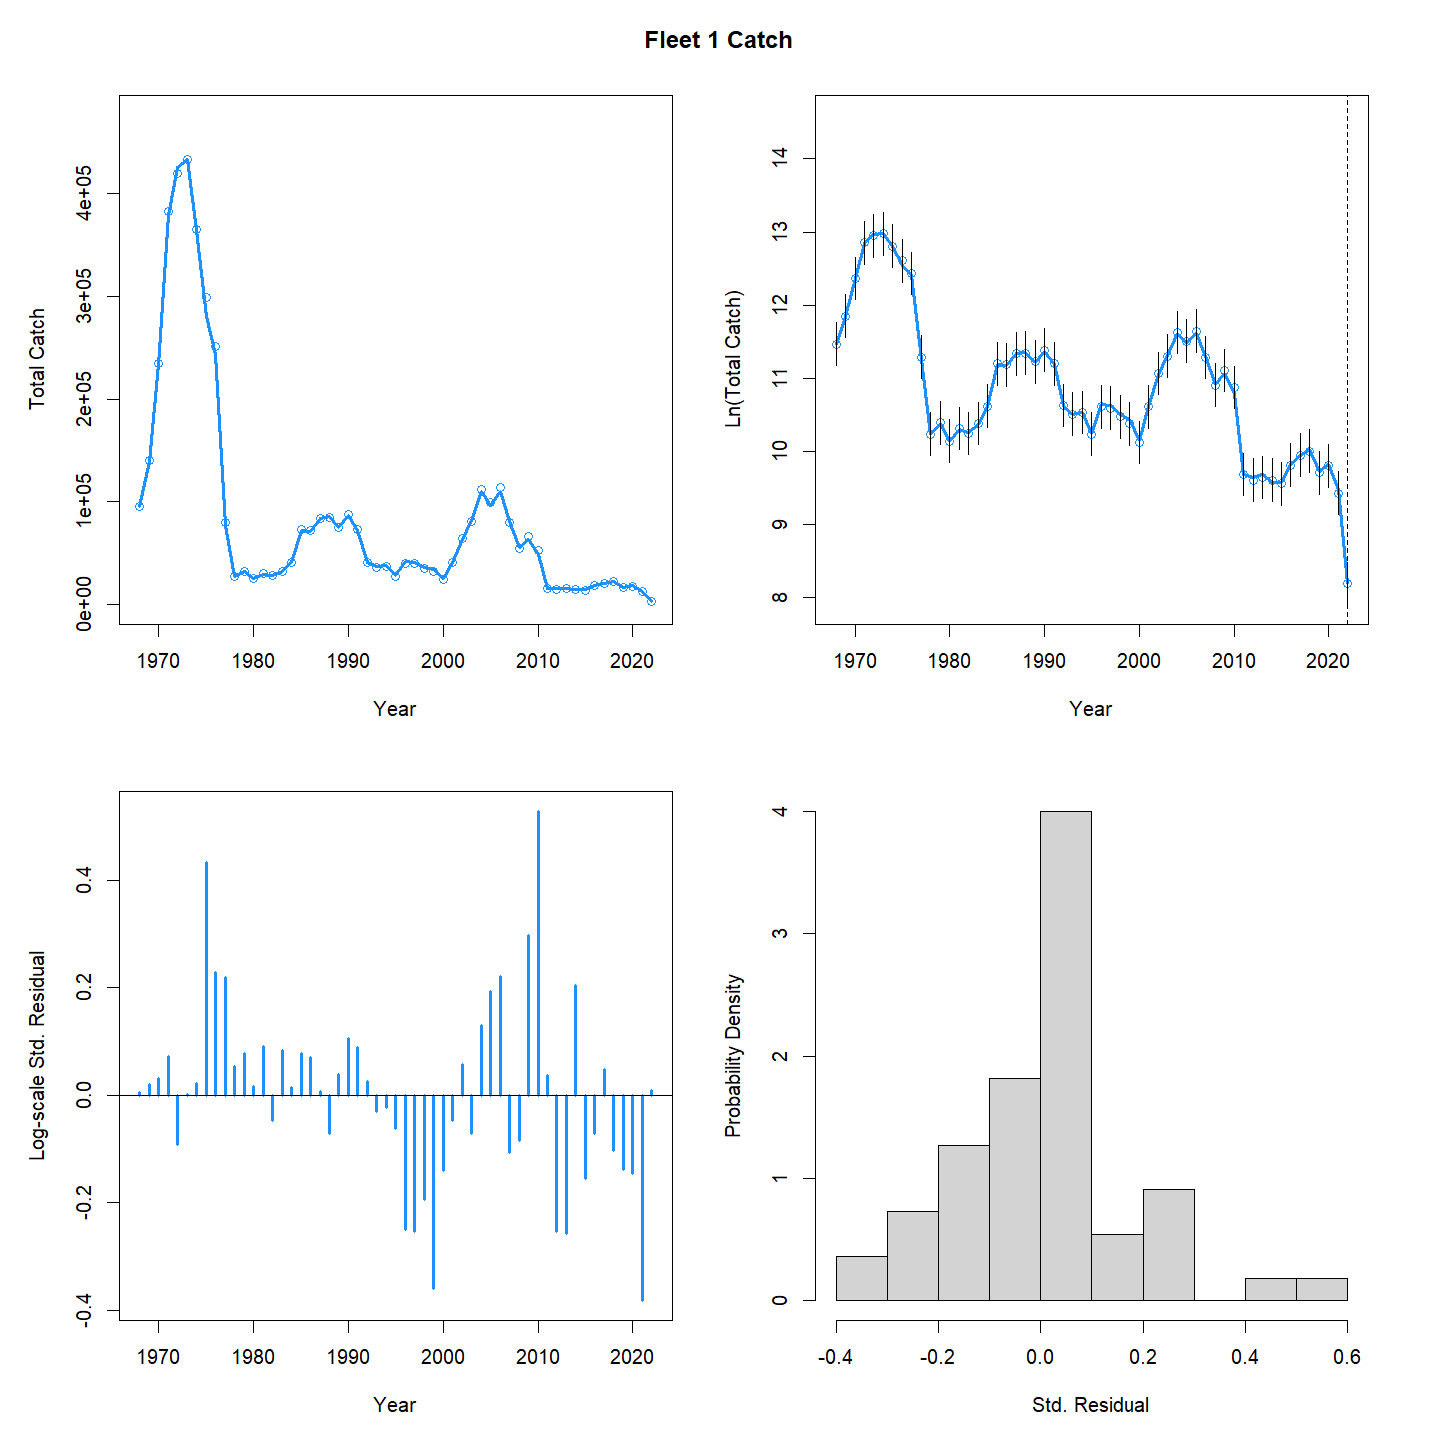 Fleet 1 Catch
Total Catch
0e+00 1e+05 2e+05 3e+05 4e+05
1970 1980 1990 2000 2010 2020
Year
Ln(Total Catch)
8 9 10 11 12 13 14
1970 1980 1990 2000 2010 2020
Year
Log-scale Std. Residual
-0.4 -0.2 0.0 0.2 0.4
1970 1980 1990 2000 2010 2020
Year
Probability Density
0 1 2 3 4
-0.4 -0.2 0.0 0.2 0.4 0.6
Std. Residual